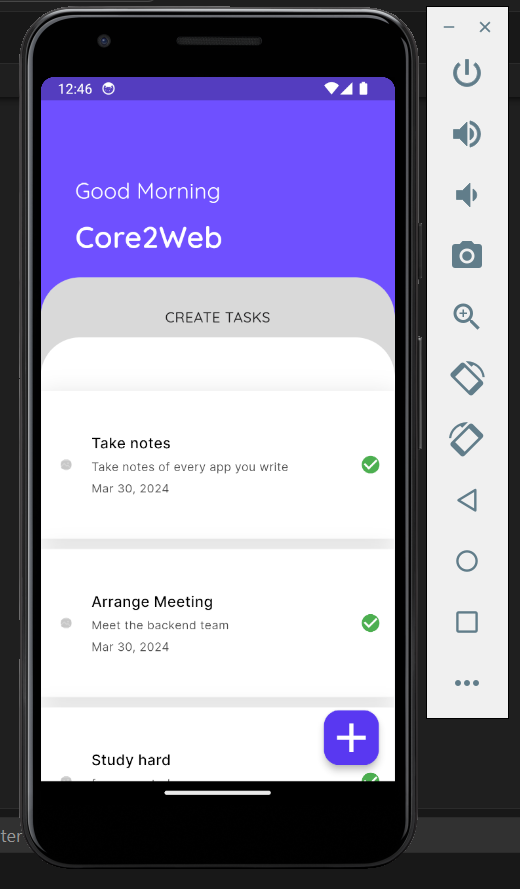 12:46
Good Morning
Core2Web
CREATE TASKS
Take notes
Take notes of every app you write
Mar 30, 2024
Arrange Meeting
Meet the backend team
Mar 30, 2024
Study hard
ter